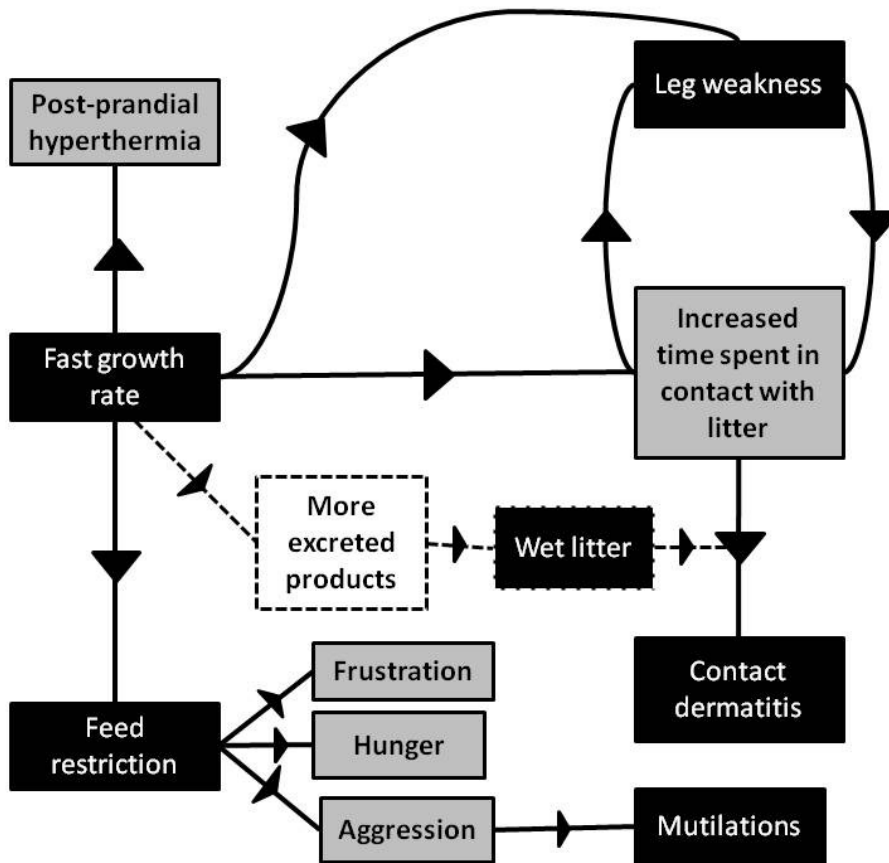 Post-prandial
hyperthermia
Leg weakness
Fast growth
rate
Increased
time spent in
contact with
litter
More
excreted
products
Wet litter
Contact
dermatitis
Feed
restriction
Frustration
Hunger
Aggression
Mutilations